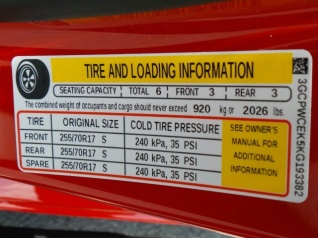 TIRE AND LOADING INFORMATION
SEATING CAPACITY TOTAL 6 FRONT 3 REAR 3
The combined weight of occupants and cargo should never exceed 920 kg or 2026 lbs.
TIRE ORIGINAL SIZE COLD TIRE PRESSURE
FRONT 255/70R17 S 240 kPa, 35 PSI
REAR 255/70R17 S 240 kPa, 35 PSI
SPARE 255/70R17 S 240 kPa, 35 PSI
SEE OWNER'S
MANUAL FOR
ADDITIONAL
INFORMATION
3GCPWCEK5KG193382